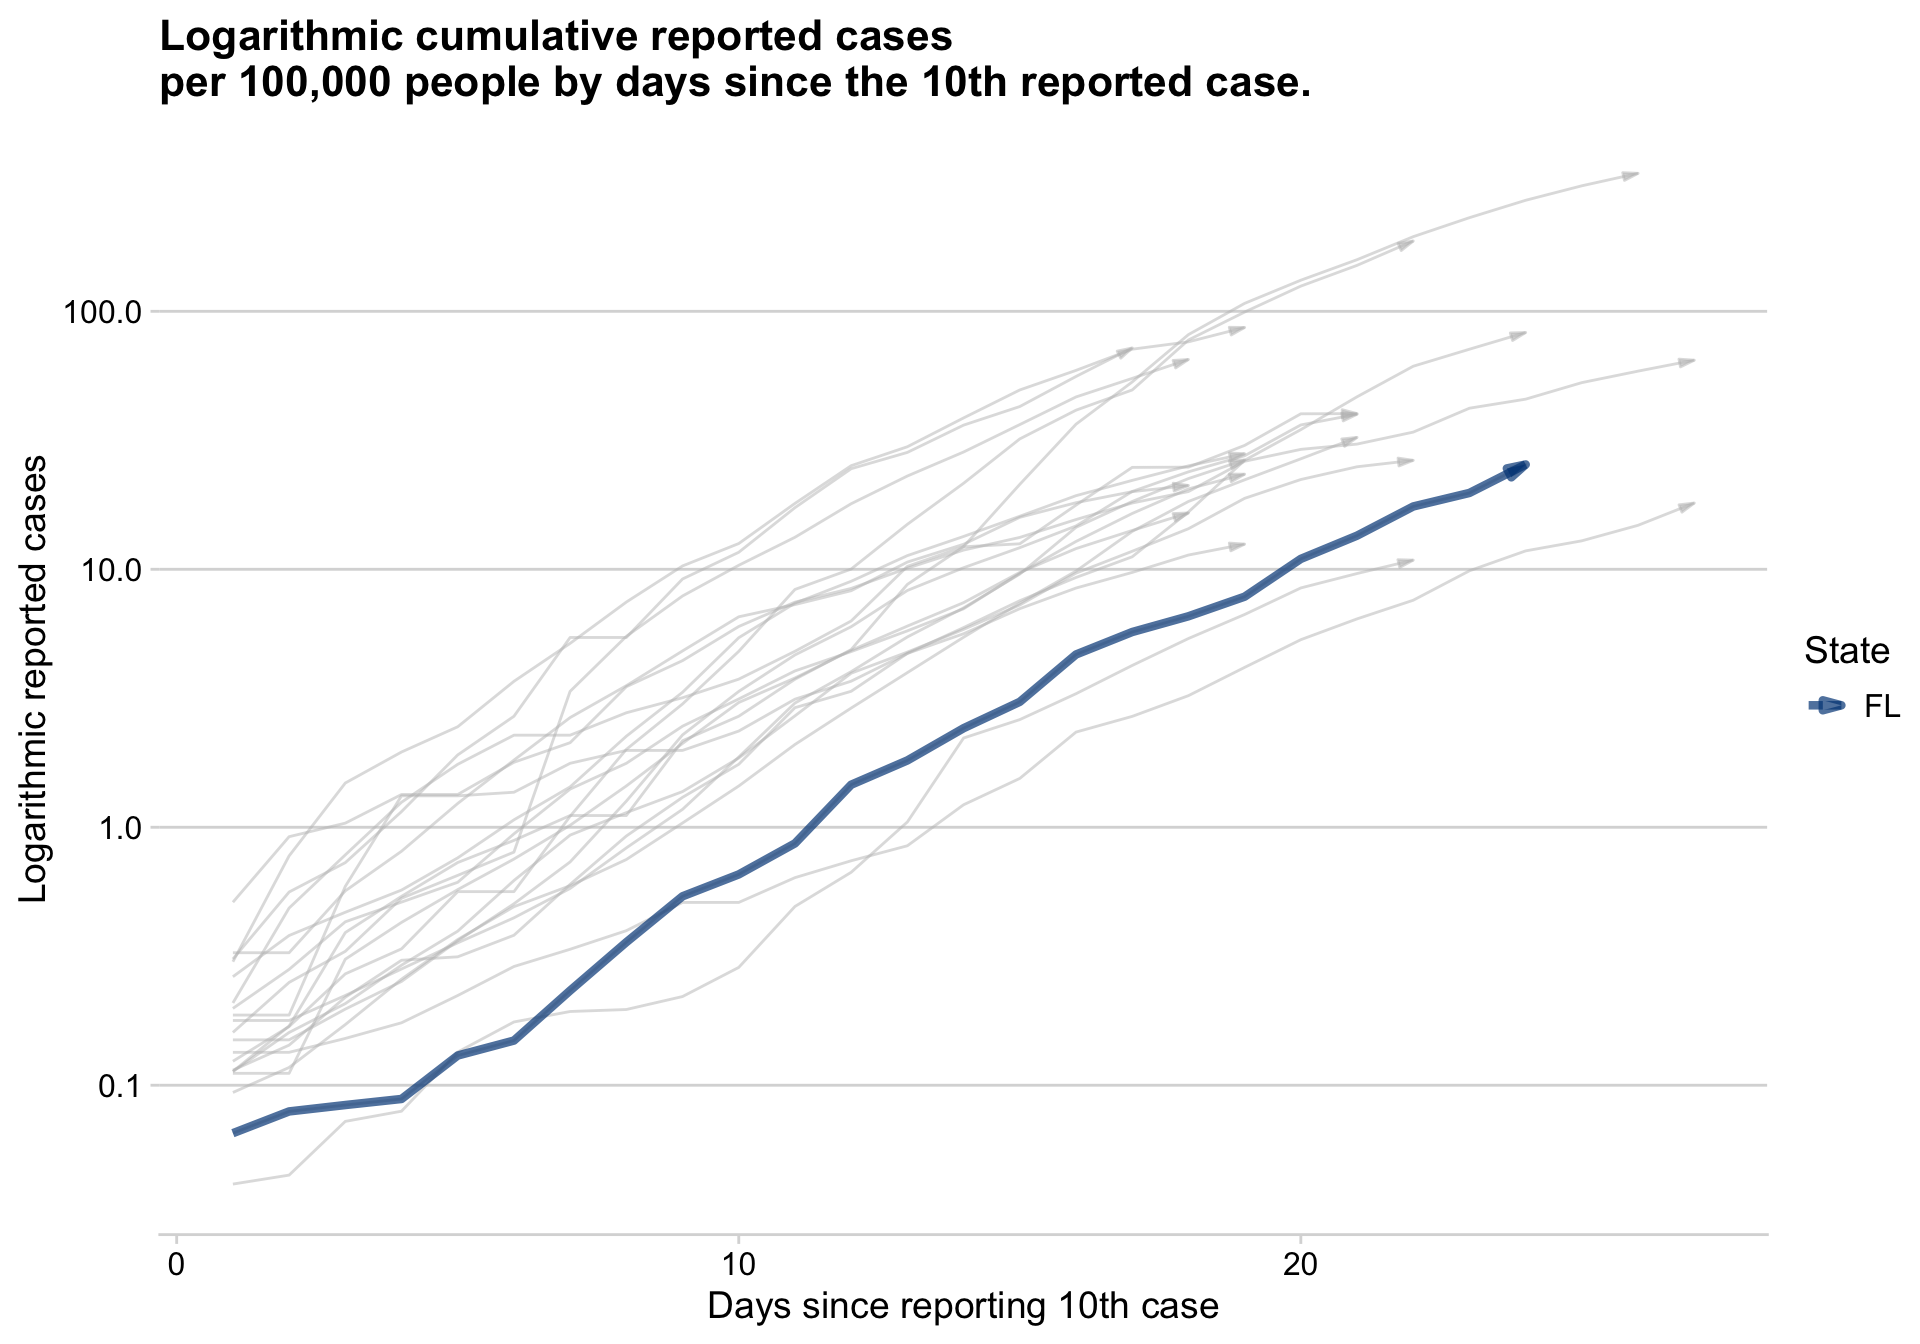 Logarithmic cumulative reported cases
per 100,000 people by days since the 10th reported case.
Logarithmic reported cases
100.0
10.0
1.0
0.1
0
10
20
Days since reporting 10th case
State
FL